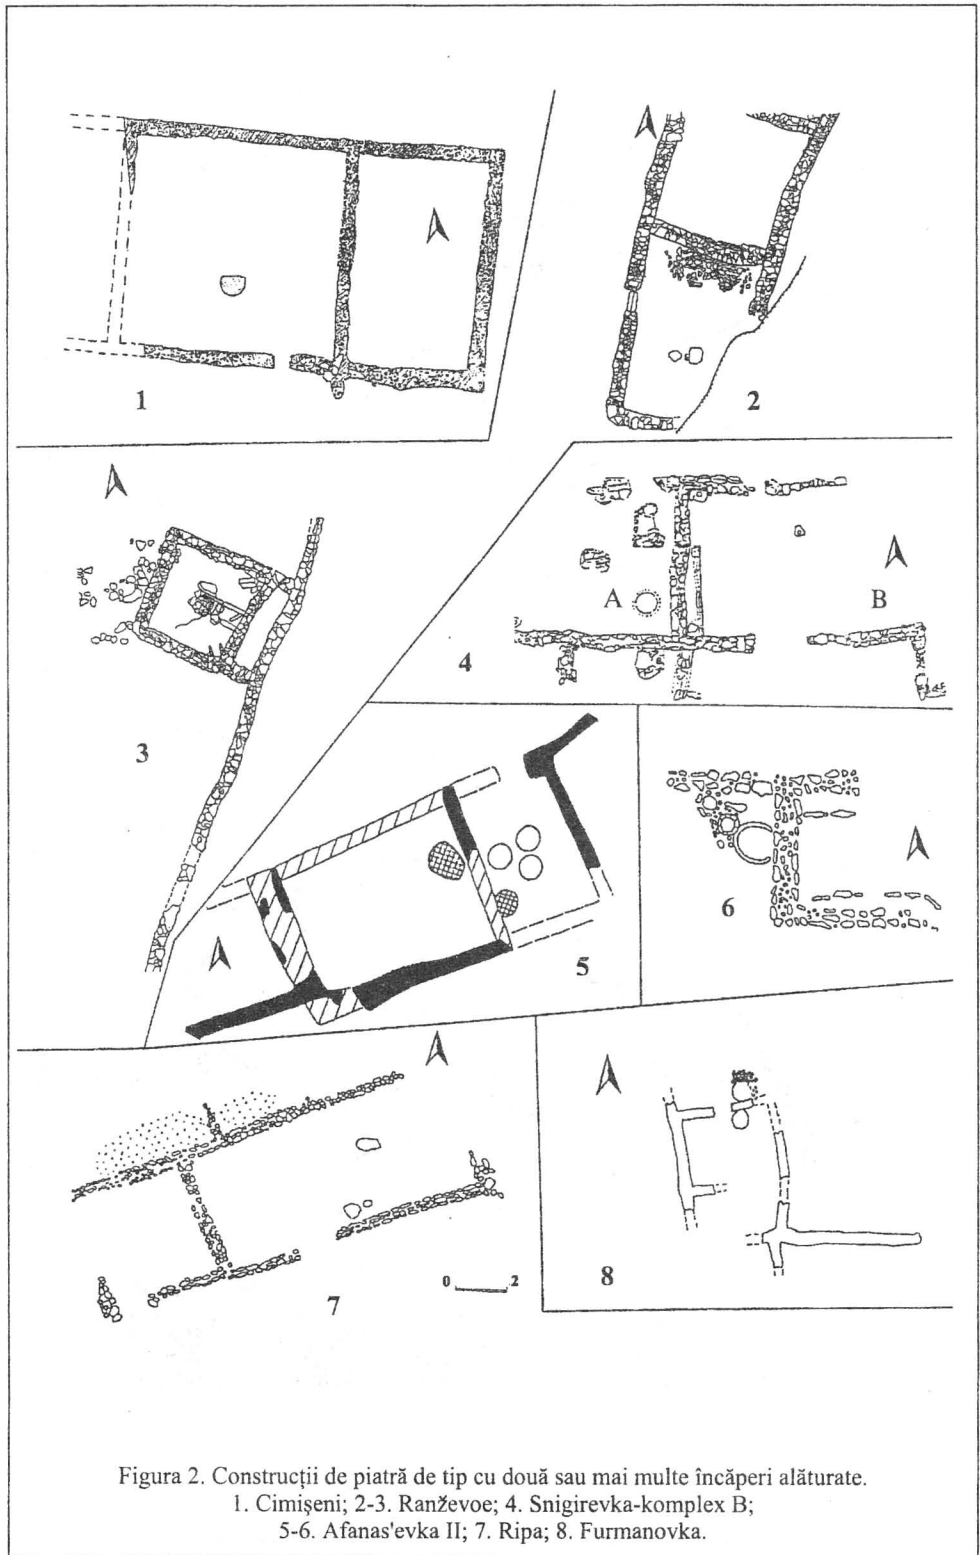 1
2
3
A
B
4
5
6
0 2
7
8
Figura 2. Construcții de piatră de tip cu două sau mai multe încăperi alăturate.
1. Cimișeni; 2-3. Ranževoe; 4. Snigirevka-komplex B;
5-6. Afanas'evka II; 7. Ripa; 8. Furmanovka.